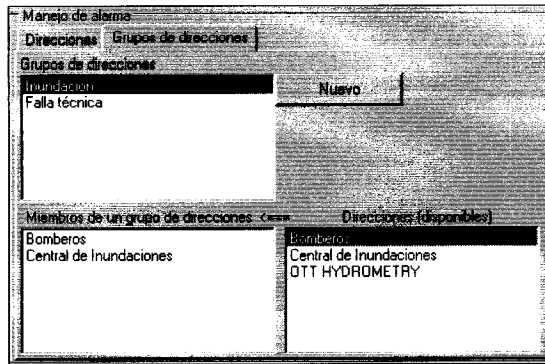 Manejo de alarma
Direcciones Grupos de direcciones
Grupos de direcciones
Inundación
Falla técnica
Nuevo
Miembros de un grupo de direcciones <===
Direcciones (disponibles)
Bomberos
Central de Inundaciones
Bomberos
Central de Inundaciones
OTT HYDROMETRY